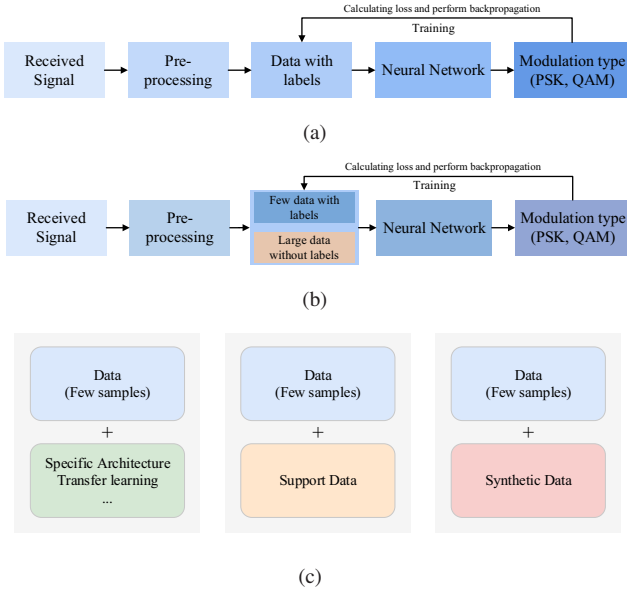 Calculating loss and perform backpropagation
Training
Received
Signal
Pre-
processing
Data with
labels
Neural Network
Modulation type
(PSK, QAM)
(a)
Calculating loss and perform backpropagation
Training
Received
Signal
Pre-
processing
Few data with
labels
Large data
without labels
Neural Network
Modulation type
(PSK, QAM)
(b)
Data
(Few samples)
+
Specific Architecture
Transfer learning
...
Data
(Few samples)
+
Support Data
Data
(Few samples)
+
Synthetic Data
(c)